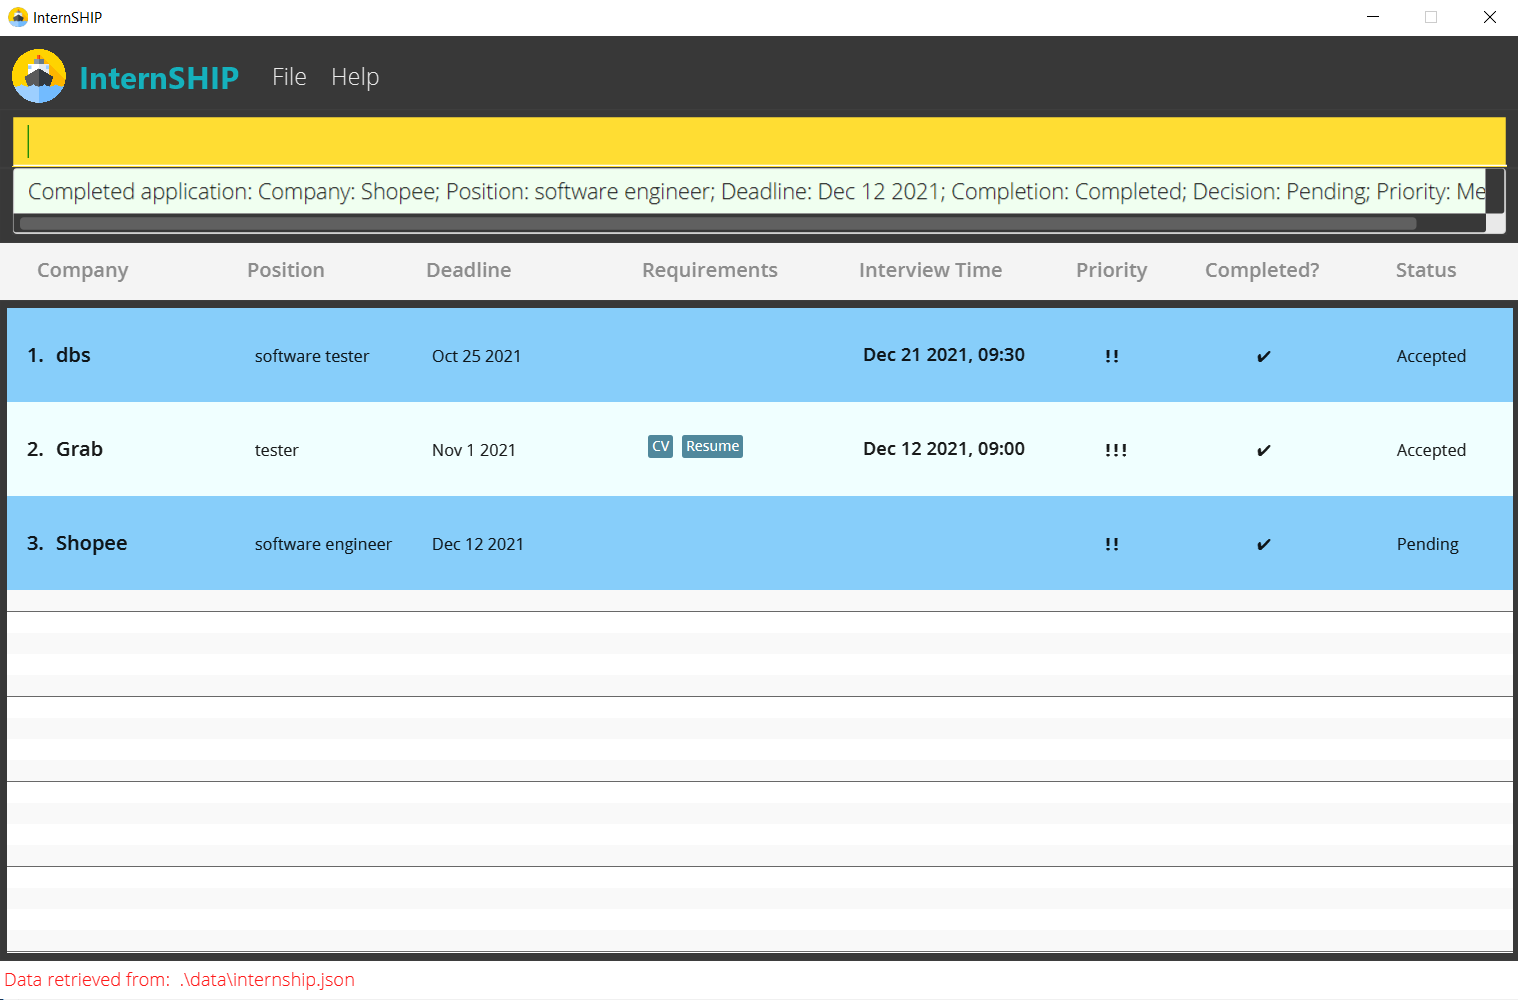 InternSHIP
InternSHIP File Help
Completed application: Company: Shopee; Position: software engineer; Deadline: Dec 12 2021; Completion: Completed; Decision: Pending; Priority: Me
Company Position Deadline Requirements Interview Time Priority Completed? Status
1. dbs software tester Oct 25 2021 Dec 21 2021, 09:30 !! ✔ Accepted
2. Grab tester Nov 1 2021 CV Resume Dec 12 2021, 09:00 !!! ✔ Accepted
3. Shopee software engineer Dec 12 2021 !! ✔ Pending
Data retrieved from: .\data\internship.json